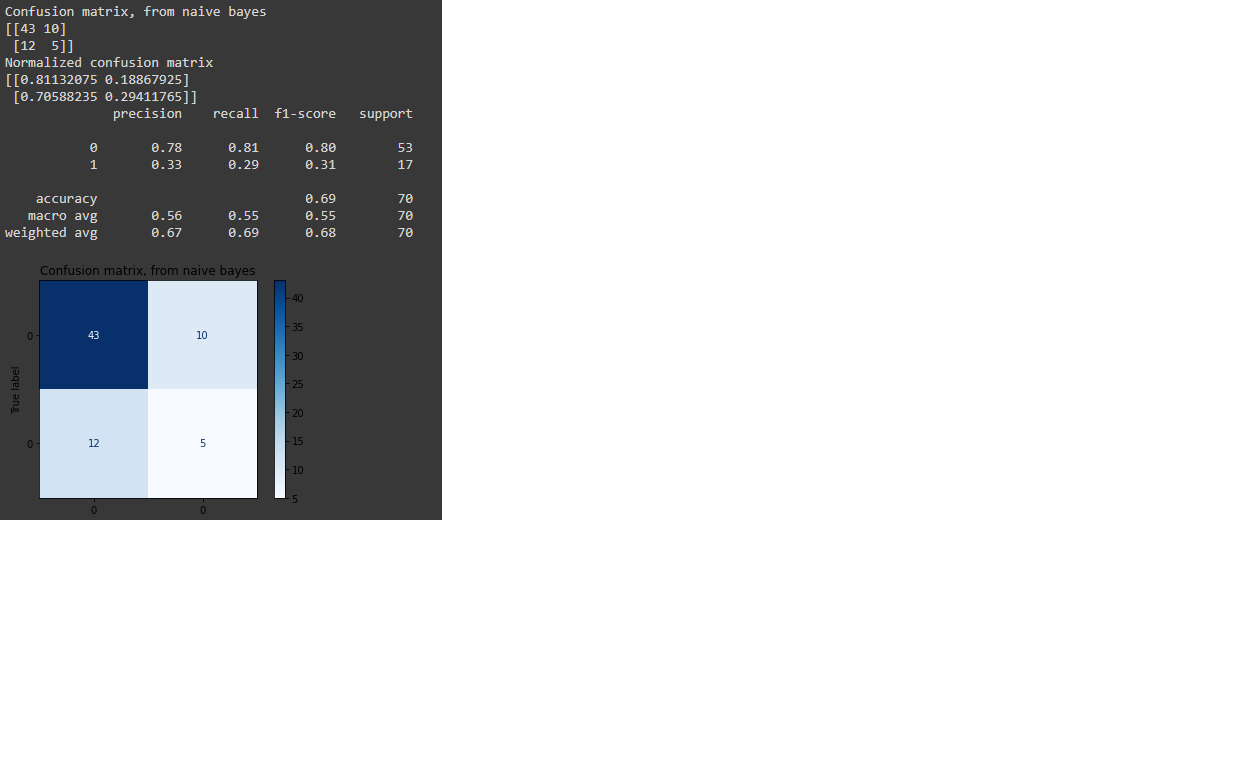 Confusion matrix, from naive bayes
[[43 10]
 [12  5]]
Normalized confusion matrix
[[0.81132075 0.18867925]
 [0.70588235 0.29411765]]
              precision    recall  f1-score   support
           0       0.78      0.81      0.80        53
           1       0.33      0.29      0.31        17
    accuracy                           0.69        70
   macro avg       0.56      0.55      0.55        70
weighted avg       0.67      0.69      0.68        70
Confusion matrix, from naive bayes
43 10
12 5
True label
0
0
0 0
40
35
30
25
20
15
10
5